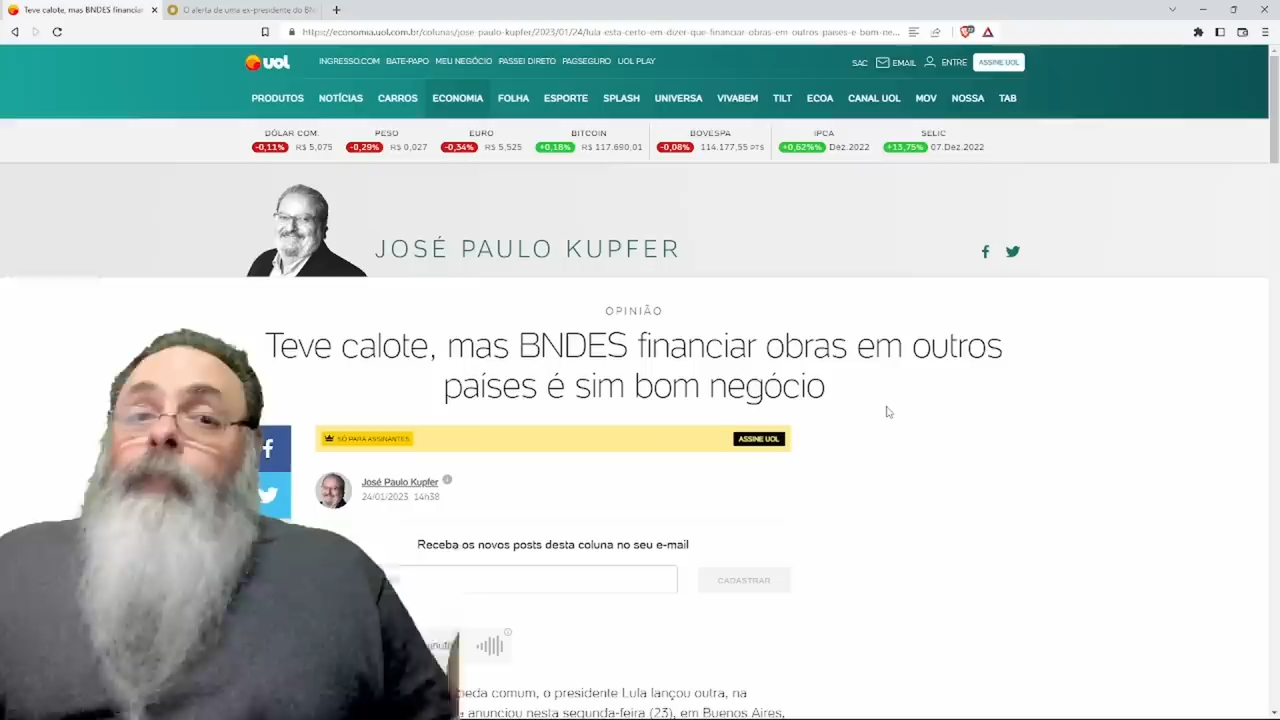 Teve calote, mas BNDES financiar
O alerta de uma ex-presidente do BN
https://economia.uol.com.br/colunas/jose-paulo-kupfer/2023/01/24/lula-esta-certo-em-dizer-que-financiar-obras-em-outros-paises-e-bom-ne...
UOL INGRESSO.COM BATE-PAPO MEU NEGÓCIO PASSEI DIRETO PAGSEGURO UOL PLAY SAC EMAIL ENTRE ASSINE UOL
PRODUTOS NOTÍCIAS CARROS ECONOMIA FOLHA ESPORTE SPLASH UNIVERSA VIVABEM TILT ECOA CANAL UOL MOV NOSSA TAB
DÓLAR COM. PESO EURO BITCOIN BOVESPA IPCA SELIC
-0,11% R$ 5,075 -0,29% R$ 0,027 -0,34% R$ 5,525 +0,18% R$ 117.690,01 -0,08% 114.177,55 PTS +0,62% Dez.2022 +13,75% 07.Dez.2022
JOSÉ PAULO KUPFER
OPINIÃO
Teve calote, mas BNDES financiar obras em outros
países é sim bom negócio
SÓ PARA ASSINANTES ASSINE UOL
José Paulo Kupfer
24/01/2023 14h38
Receba os novos posts desta coluna no seu e-mail
CADASTRAR
comum, o presidente Lula lançou outra, na
anunciou nesta segunda-feira (23), em Buenos Aires,